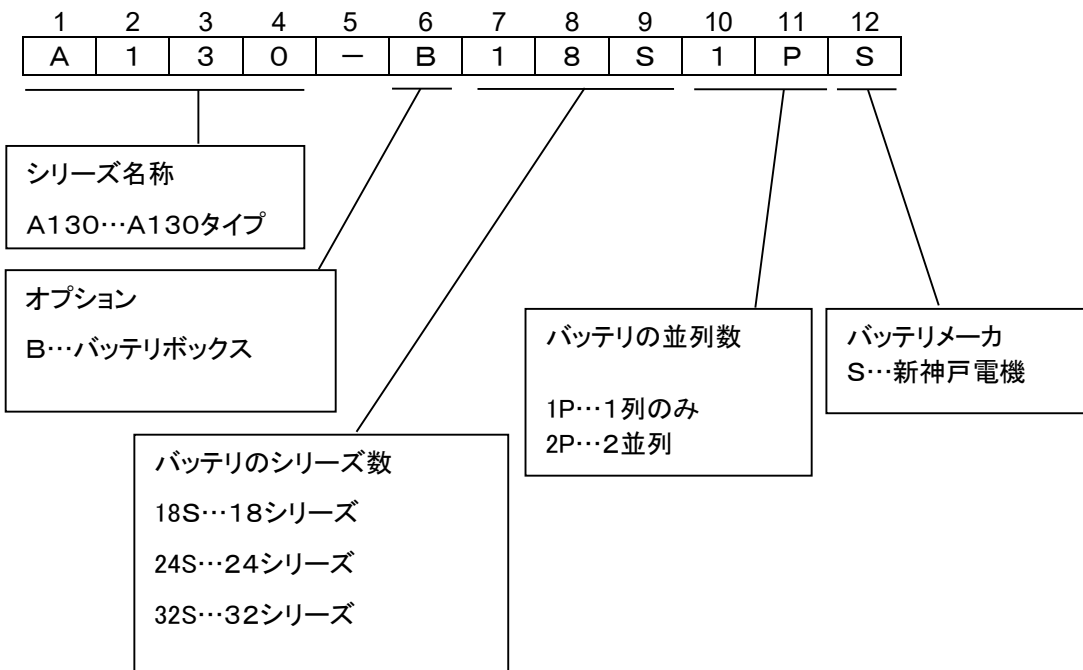 1 2 3 4 5 6 7 8 9 10 11 12
A 1 3 0 － B 1 8 S 1 P S
シリーズ名称
A130…A130タイプ
オプション
B…バッテリボックス
バッテリのシリーズ数
18S…18シリーズ
24S…24シリーズ
32S…32シリーズ
バッテリの並列数
1P…1列のみ
2P…2並列
バッテリメーカ
S…新神戸電機